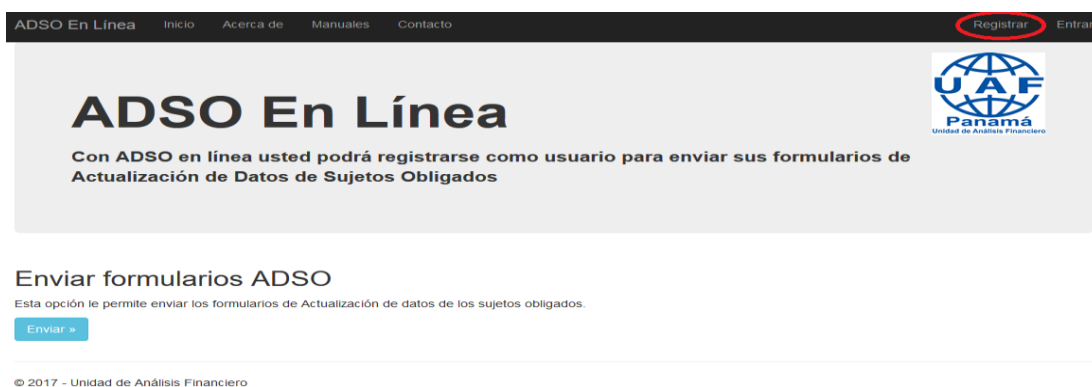 ADSO En Línea Inicio Acerca de Manuales Contacto Registrar Entrar
UAF
Panamá
Unidad de Análisis Financiero
ADSO En Línea
Con ADSO en línea usted podrá registrarse como usuario para enviar sus formularios de
Actualización de Datos de Sujetos Obligados
Enviar formularios ADSO
Esta opción le permite enviar los formularios de Actualización de datos de los sujetos obligados.
Enviar »
© 2017 - Unidad de Análisis Financiero